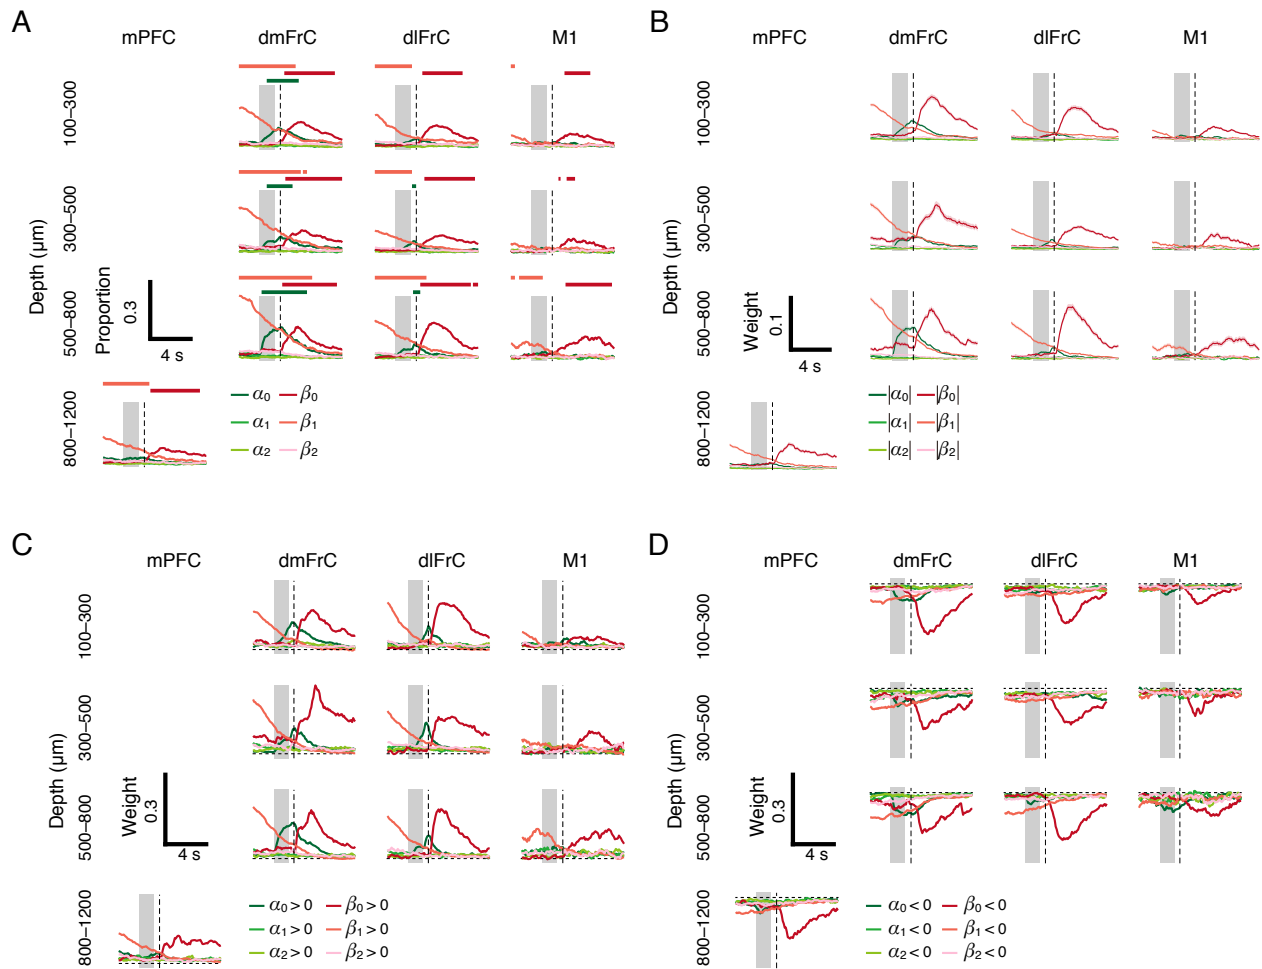 A
mPFC
dmFrC
dlFrC
M1
100–300
300–500
500–800
800–1200
Depth (μm)
Proportion
0.3
4 s
α0
β0
α1
β1
α2
β2
B
mPFC
dmFrC
dlFrC
M1
100–300
300–500
500–800
800–1200
Depth (μm)
Weight
0.1
4 s
|α0|
|β0|
|α1|
|β1|
|α2|
|β2|
C
mPFC
dmFrC
dlFrC
M1
100–300
300–500
500–800
800–1200
Depth (μm)
Weight
0.3
4 s
α0 > 0
β0 > 0
α1 > 0
β1 > 0
α2 > 0
β2 > 0
D
mPFC
dmFrC
dlFrC
M1
100–300
300–500
500–800
800–1200
Depth (μm)
Weight
0.3
4 s
α0 < 0
β0 < 0
α1 < 0
β1 < 0
α2 < 0
β2 < 0